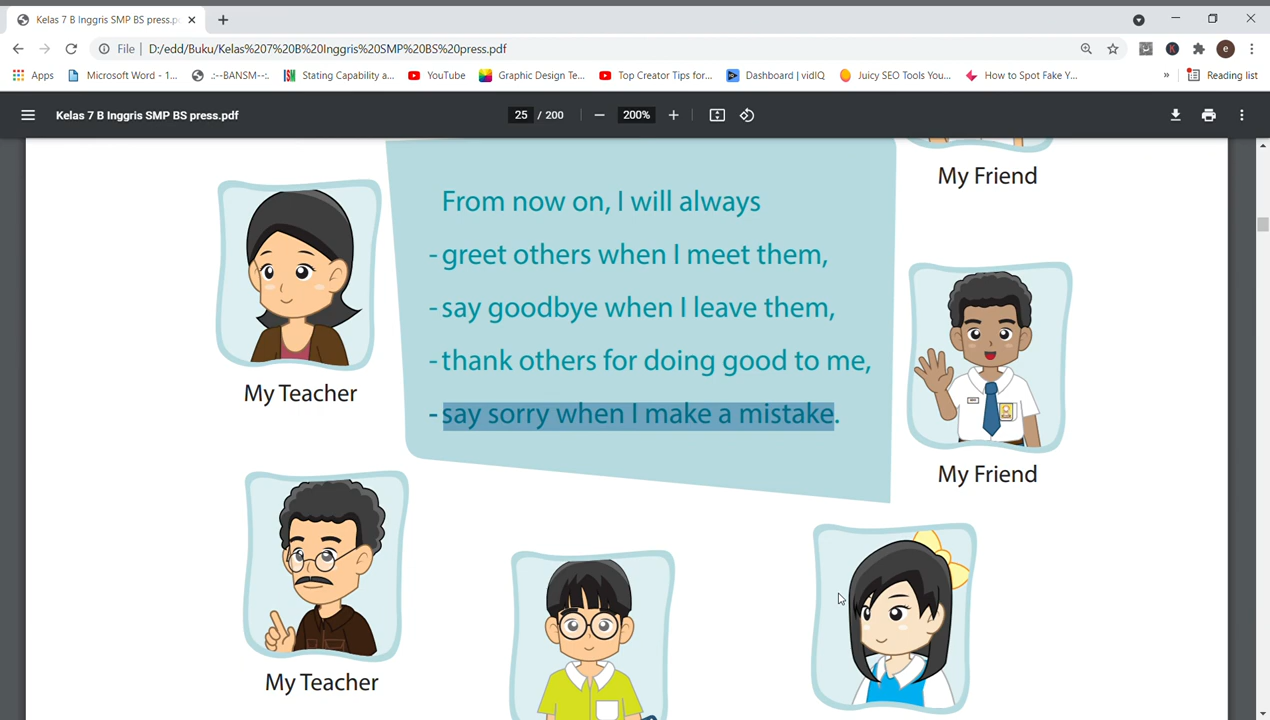 Kelas 7 B Inggris SMP BS press.p
File D:/edd/Buku/Kelas%207%20B%20Inggris%20SMP%20BS%20press.pdf
e
Apps Microsoft Word - 1... .:--BANSM--:. Stating Capability a... YouTube Graphic Design Te... Top Creator Tips for... Dashboard | vidIQ Juicy SEO Tools You... How to Spot Fake Y... » Reading list
Kelas 7 B Inggris SMP BS press.pdf 25 / 200 200%
My Friend
From now on, I will always
- greet others when I meet them,
- say goodbye when I leave them,
- thank others for doing good to me,
- say sorry when I make a mistake.
My Teacher
My Friend
My Teacher